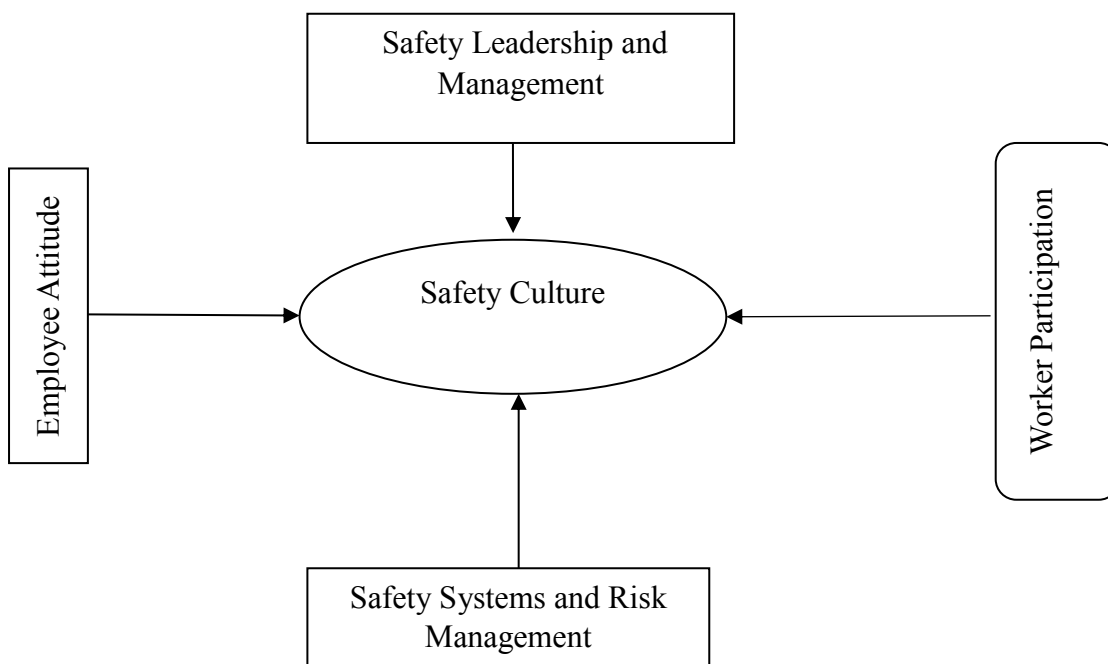 Safety Leadership and
Management
Employee Attitude
Safety Culture
Worker Participation
Safety Systems and Risk
Management